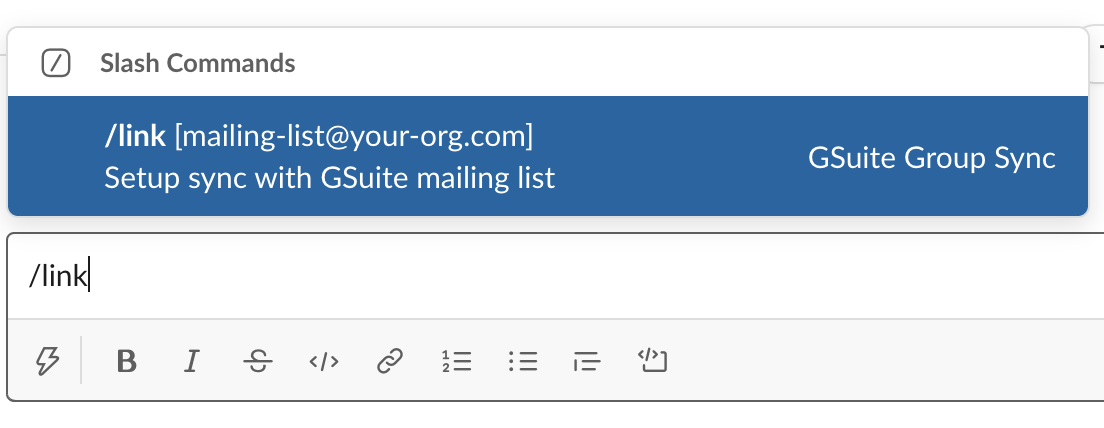 Slash Commands
/link [mailing-list@your-org.com]
Setup sync with GSuite mailing list
GSuite Group Sync
/link